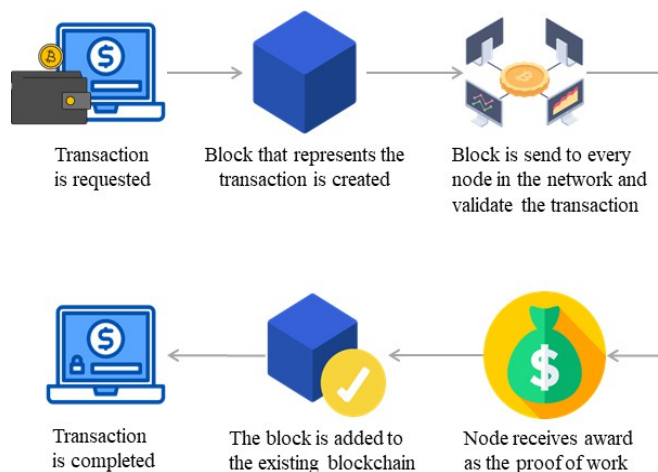 Transaction
is requested
Block that represents the
transaction is created
Block is send to every
node in the network and
validate the transaction
Transaction
is completed
The block is added to
the existing blockchain
Node receives award
as the proof of work